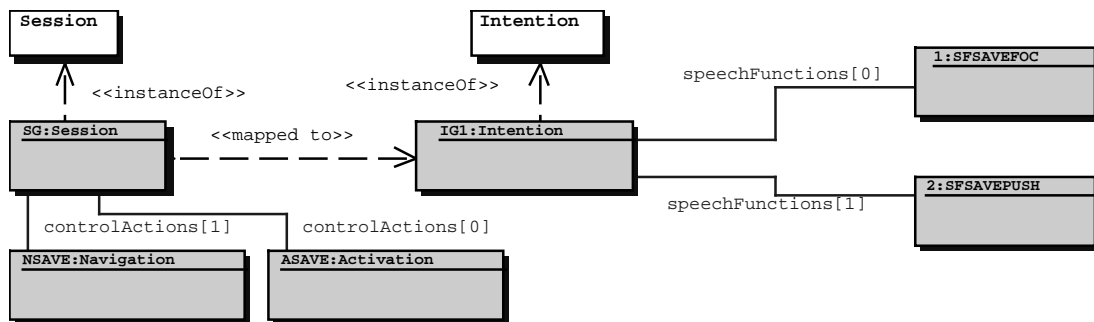 Session
Intention
1:SFSAVEFOC
speechFunctions[0]
<<instanceOf>>
<<instanceOf>>
SG:Session
<<mapped to>>
IG1:Intention
2:SFSAVEPUSH
speechFunctions[1]
controlActions[1]
controlActions[0]
NSAVE:Navigation
ASAVE:Activation